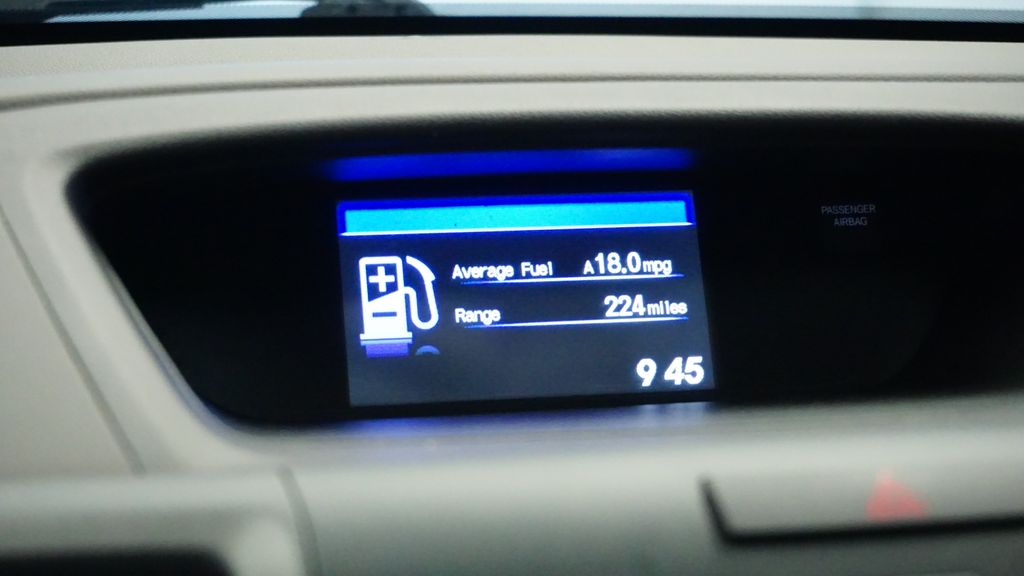 PASSENGER
AIRBAG
Average Fuel A18.0mpg
Range 224miles
9 45